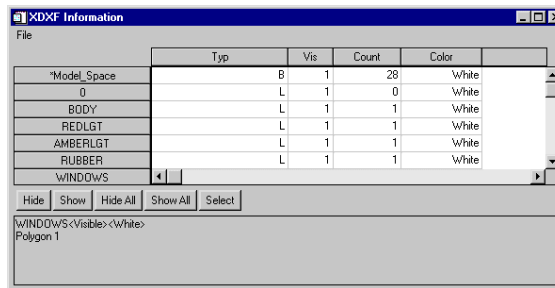 XDXF Information
File
Typ Vis Count Color
*Model_Space B 1 28 White
0 L 1 0 White
BODY L 1 1 White
REDLGT L 1 1 White
AMBERLGT L 1 1 White
RUBBER L 1 1 White
WINDOWS
Hide Show Hide All Show All Select
WINDOWS<Visible><White>
Polygon 1